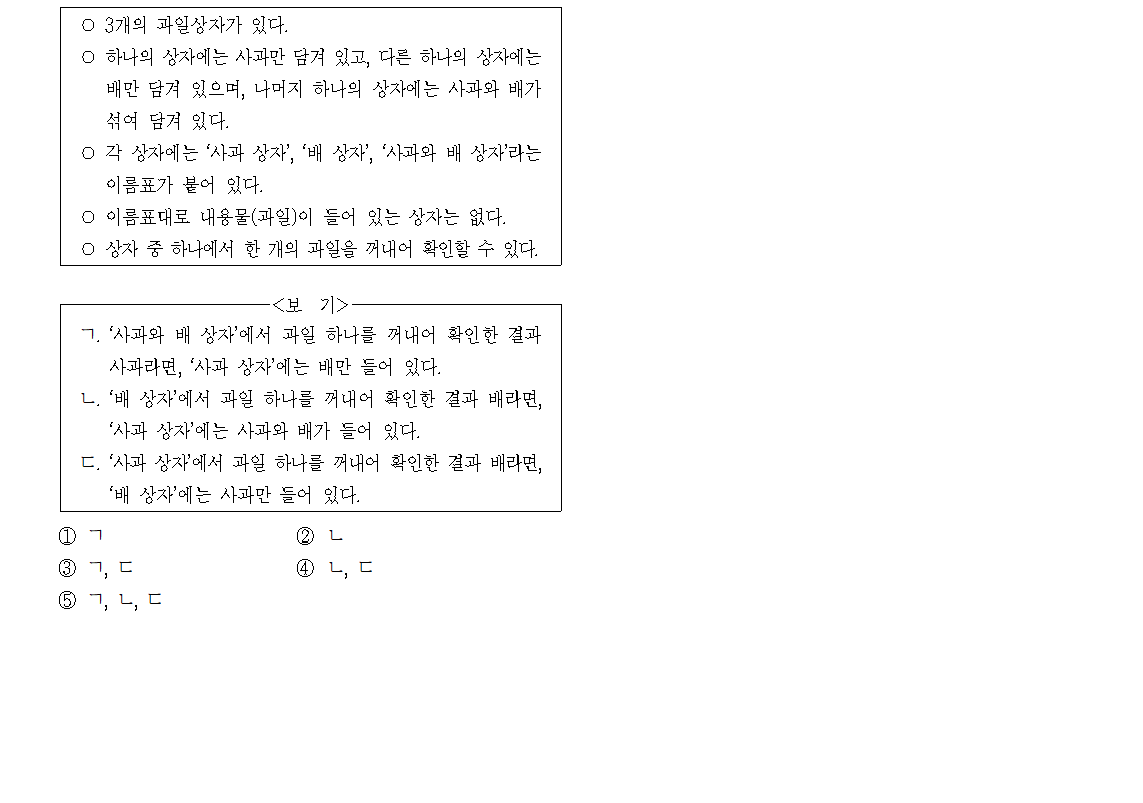 ○ 3개의 과일상자가 있다.
○ 하나의 상자에는 사과만 담겨 있고, 다른 하나의 상자에는
배만 담겨 있으며, 나머지 하나의 상자에는 사과와 배가
섞여 담겨 있다.
○ 각 상자에는 ‘사과 상자’, ‘배 상자’, ‘사과와 배 상자’라는
이름표가 붙어 있다.
○ 이름표대로 내용물(과일)이 들어 있는 상자는 없다.
○ 상자 중 하나에서 한 개의 과일을 꺼내어 확인할 수 있다.
<보 기>
ㄱ. ‘사과와 배 상자’에서 과일 하나를 꺼내어 확인한 결과
사과라면, ‘사과 상자’에는 배만 들어 있다.
ㄴ. ‘배 상자’에서 과일 하나를 꺼내어 확인한 결과 배라면,
‘사과 상자’에는 사과와 배가 들어 있다.
ㄷ. ‘사과 상자’에서 과일 하나를 꺼내어 확인한 결과 배라면,
‘배 상자’에는 사과만 들어 있다.
① ㄱ ② ㄴ
③ ㄱ, ㄷ ④ ㄴ, ㄷ
⑤ ㄱ, ㄴ, ㄷ